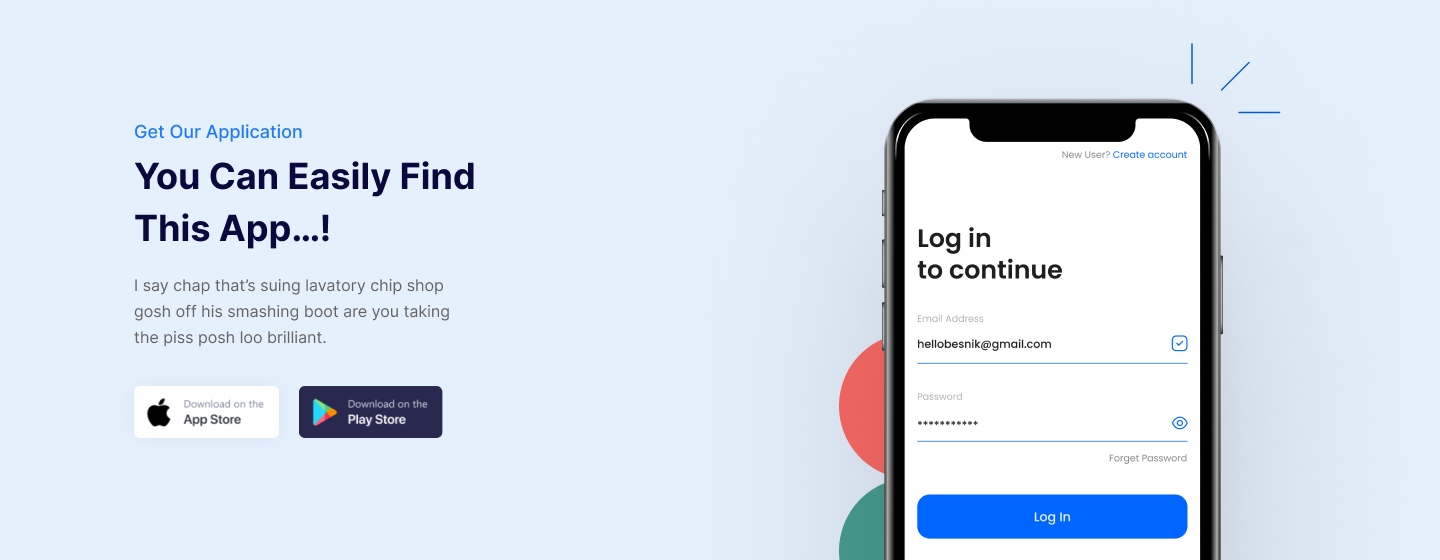 Get Our Application
You Can Easily Find
This App...!
I say chap that's suing lavatory chip shop
gosh off his smashing boot are you taking
the piss posh loo brilliant.
Download on the
App Store
Download on the
Play Store
New User? Create account
Log in
to continue
Email Address
hellobesnik@gmail.com
Password
***********
Forget Password
Log In